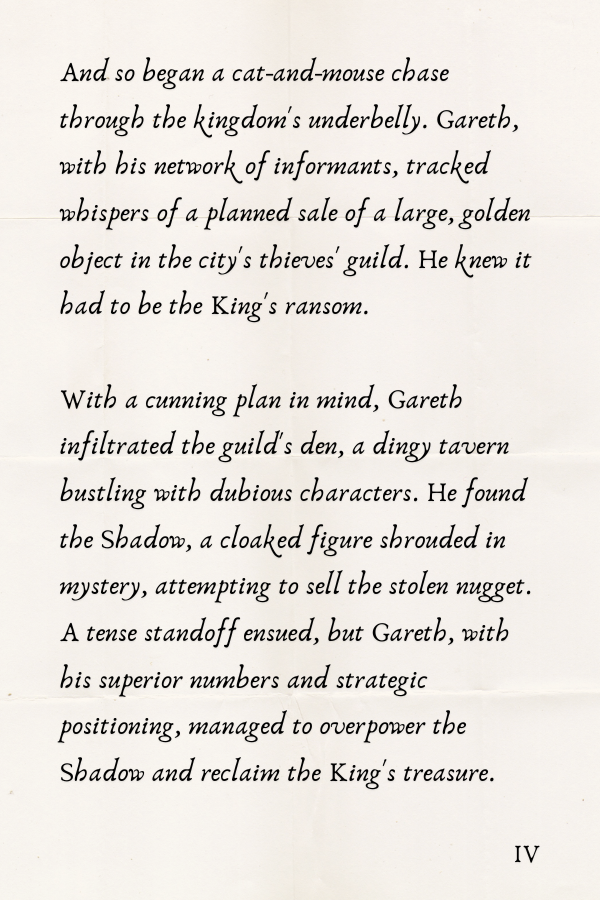 And so began a cat-and-mouse chase
through the kingdom's underbelly. Gareth,
with his network of informants, tracked
whispers of a planned sale of a large, golden
object in the city's thieves' guild. He knew it
had to be the King's ransom.
With a cunning plan in mind, Gareth
infiltrated the guild's den, a dingy tavern
bustling with dubious characters. He found
the Shadow, a cloaked figure shrouded in
mystery, attempting to sell the stolen nugget.
A tense standoff ensued, but Gareth, with
his superior numbers and strategic
positioning, managed to overpower the
Shadow and reclaim the King's treasure.
IV